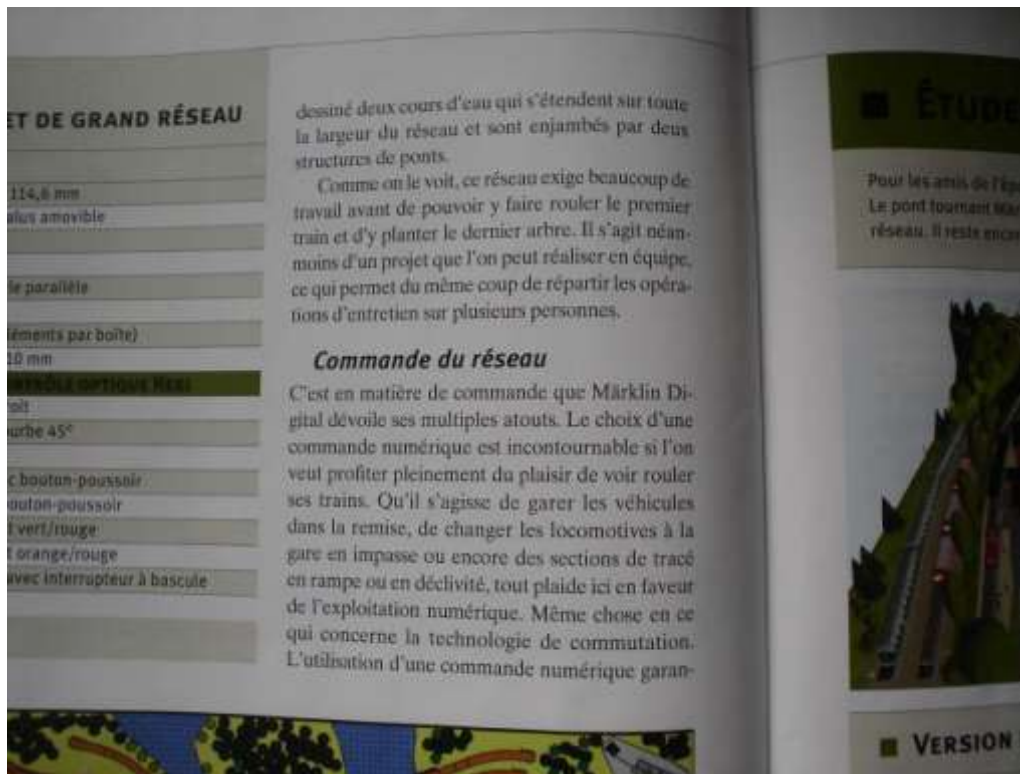 ET DE GRAND RÉSEAU
114,6 mm
alus amovible
ie parallèle
éléments par boîte)
10 mm
CONTRÔLE OPTIQUE
oit
urbe 45°
c bouton-poussoir
outon-poussoir
t vert/rouge
t orange/rouge
avec interrupteur à bascule
dessiné deux cours d'eau qui s'étendent sur toute
la largeur du réseau et sont enjambés par deux
structures de ponts.
Comme on le voit, ce réseau exige beaucoup de
travail avant de pouvoir y faire rouler le premier
train et d'y planter le dernier arbre. Il s'agit néan-
moins d'un projet que l'on peut réaliser en équipe,
ce qui permet du même coup de répartir les opéra-
tions d'entretien sur plusieurs personnes.
Commande du réseau
C'est en matière de commande que Märklin Di-
gital dévoile ses multiples atouts. Le choix d'une
commande numérique est incontournable si l'on
veut profiter pleinement du plaisir de voir rouler
ses trains. Qu'il s'agisse de garer les véhicules
dans la remise, de changer les locomotives à la
gare en impasse ou encore des sections de tracé
en rampe ou en déclivité, tout plaide ici en faveur
de l'exploitation numérique. Même chose en ce
qui concerne la technologie de commutation.
L'utilisation d'une commande numérique garan-
ÉTUDE
Pour les amis de l'épo
Le pont tournant Mär
réseau. Il reste encor
VERSION